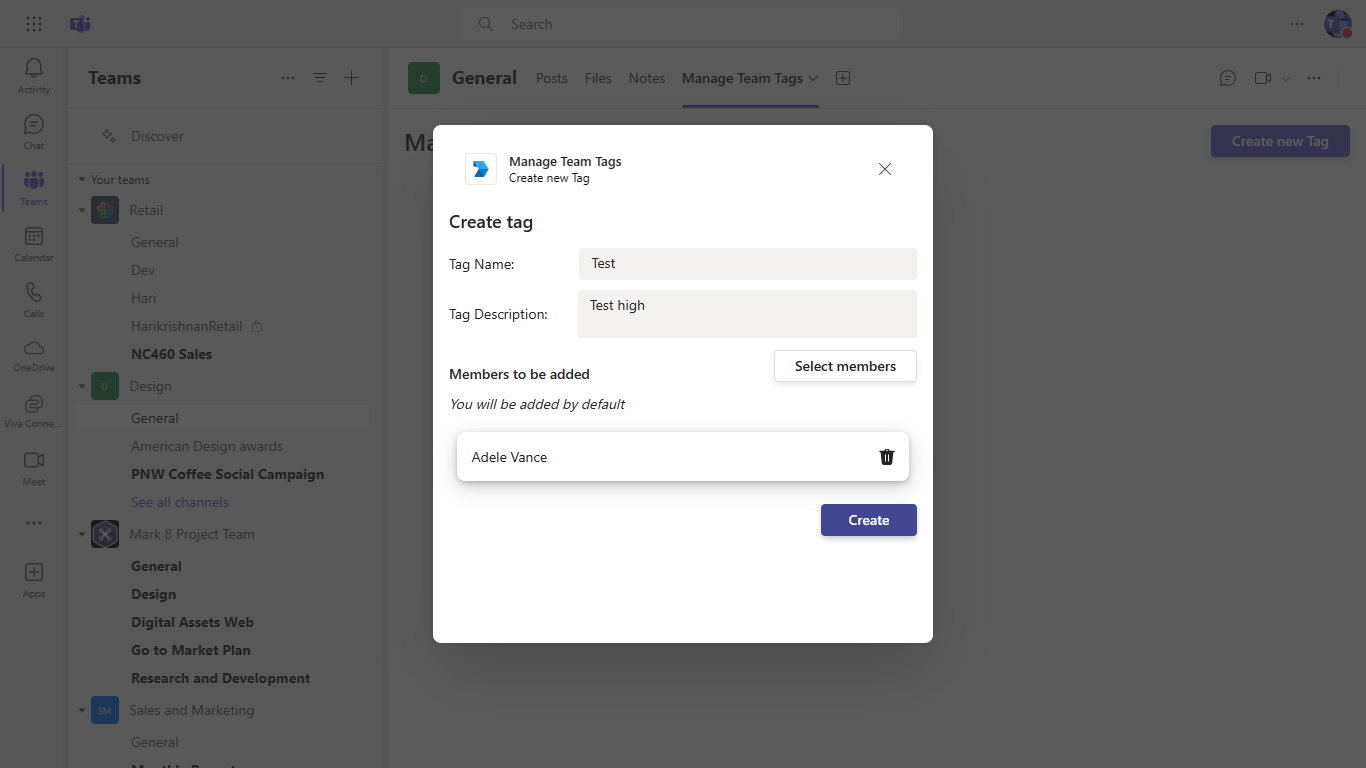 Search
Activity
Chat
Teams
Calendar
Calls
OneDrive
Viva Conne...
Meet
Apps
Teams
Discover
Your teams
Retail
General
Dev
Hari
HarikrishnanRetail
NC460 Sales
D Design
General
American Design awards
PNW Coffee Social Campaign
See all channels
Mark 8 Project Team
General
Design
Digital Assets Web
Go to Market Plan
Research and Development
SM Sales and Marketing
General
D General Posts Files Notes Manage Team Tags
Ma
Create new Tag
Manage Team Tags
Create new Tag
Create tag
Tag Name: Test
Tag Description: Test high
Members to be added Select members
You will be added by default
Adele Vance
Create